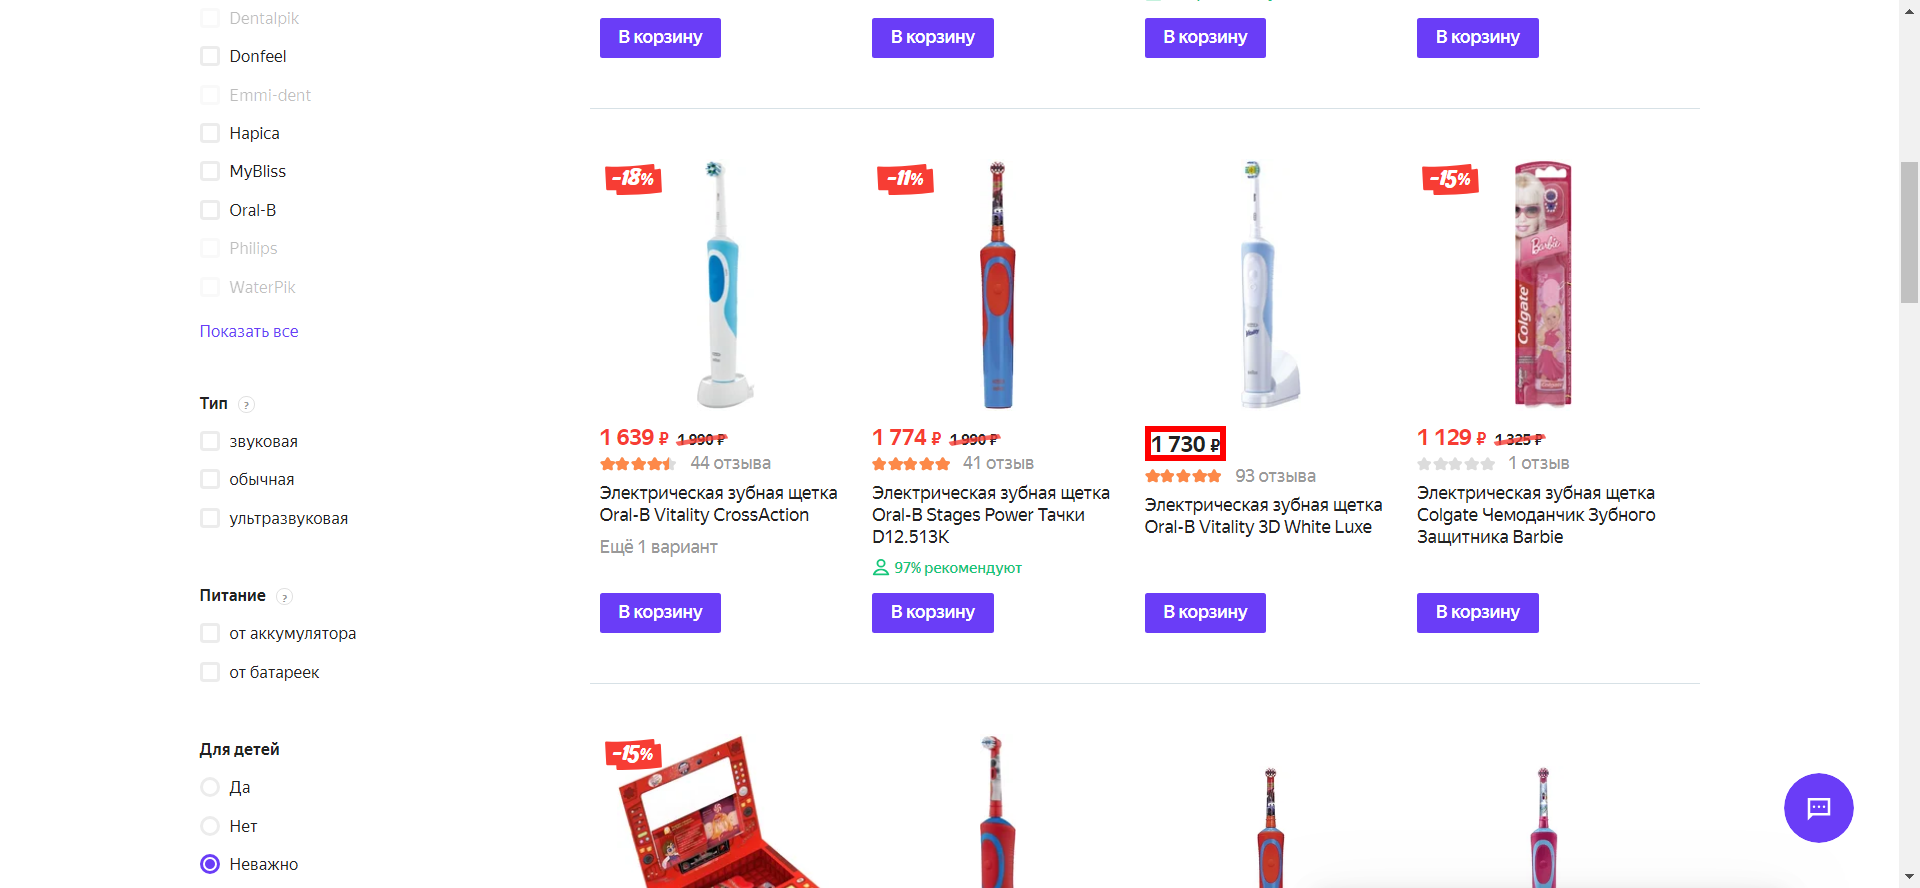 Dentalpik
Donfeel
Emmi-dent
Hapica
MyBliss
Oral-B
Philips
WaterPik
Показать все
Тип ?
звуковая
обычная
ультразвуковая
Питание ?
от аккумулятора
от батареек
Для детей
Да
Нет
Неважно
В корзину
В корзину
В корзину
В корзину
-18%
1 639 ₽ 1 990 ₽
44 отзыва
Электрическая зубная щетка
Oral-B Vitality CrossAction
Ещё 1 вариант
В корзину
-11%
1 774 ₽ 1 990 ₽
41 отзыв
Электрическая зубная щетка
Oral-B Stages Power Тачки
D12.513K
97% рекомендуют
В корзину
1 730 ₽
93 отзыва
Электрическая зубная щетка
Oral-B Vitality 3D White Luxe
В корзину
-15%
Barbie
Colgate
1 129 ₽ 1 325 ₽
1 отзыв
Электрическая зубная щетка
Colgate Чемоданчик Зубного
Защитника Barbie
В корзину
-15%